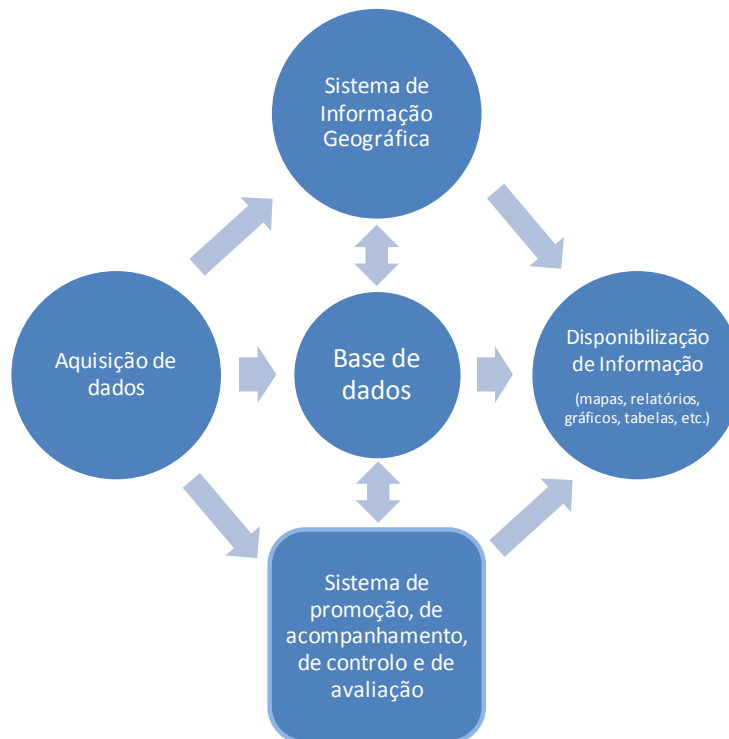 Sistema de
Informação
Geográfica
Aquisição de
dados
Base de
dados
Disponibilização
de Informação
(mapas, relatórios,
gráficos, tabelas, etc.)
Sistema de
promoção, de
acompanhamento,
de controlo e de
avaliação